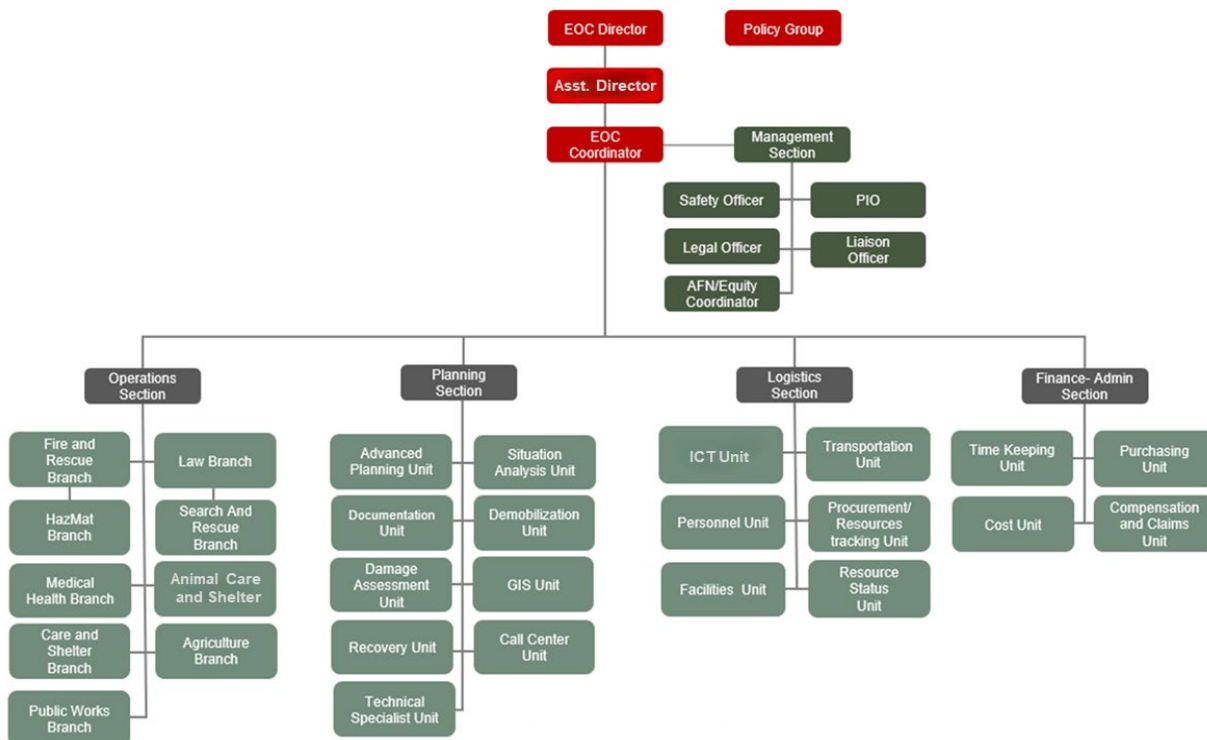 EOC Director
Policy Group
Asst. Director
EOC
Coordinator
Management
Section
Safety Officer
PIO
Legal Officer
Liaison
Officer
AFN/Equity
Coordinator
Operations
Section
Planning
Section
Logistics
Section
Finance- Admin
Section
Fire and
Rescue
Branch
Law Branch
HazMat
Branch
Search And
Rescue
Branch
Medical
Health Branch
Animal Care
and Shelter
Care and
Shelter
Branch
Agriculture
Branch
Public Works
Branch
Advanced
Planning Unit
Situation
Analysis Unit
Documentation
Unit
Demobilization
Unit
Damage
Assessment
Unit
GIS Unit
Recovery Unit
Call Center
Unit
Technical
Specialist Unit
ICT Unit
Transportation
Unit
Personnel Unit
Procurement/
Resources
tracking Unit
Facilities Unit
Resource
Status
Unit
Time Keeping
Unit
Purchasing
Unit
Cost Unit
Compensation
and Claims
Unit